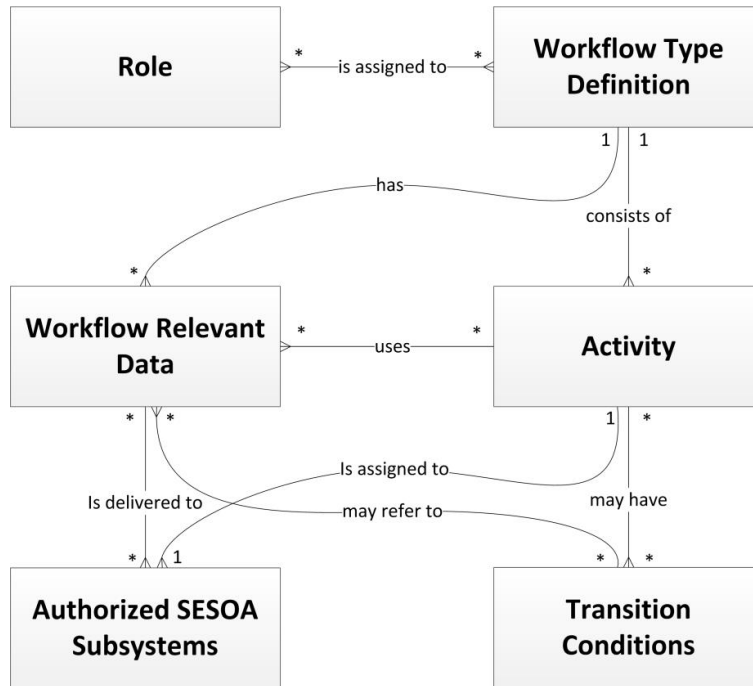 Role
* is assigned to *
Workflow Type
Definition
1 1
has
consists of
* *
Workflow Relevant
Data
* uses *
Activity
* * 1 *
Is assigned to
Is delivered to
may refer to
may have
* 1 * *
Authorized SESOA
Subsystems
Transition
Conditions